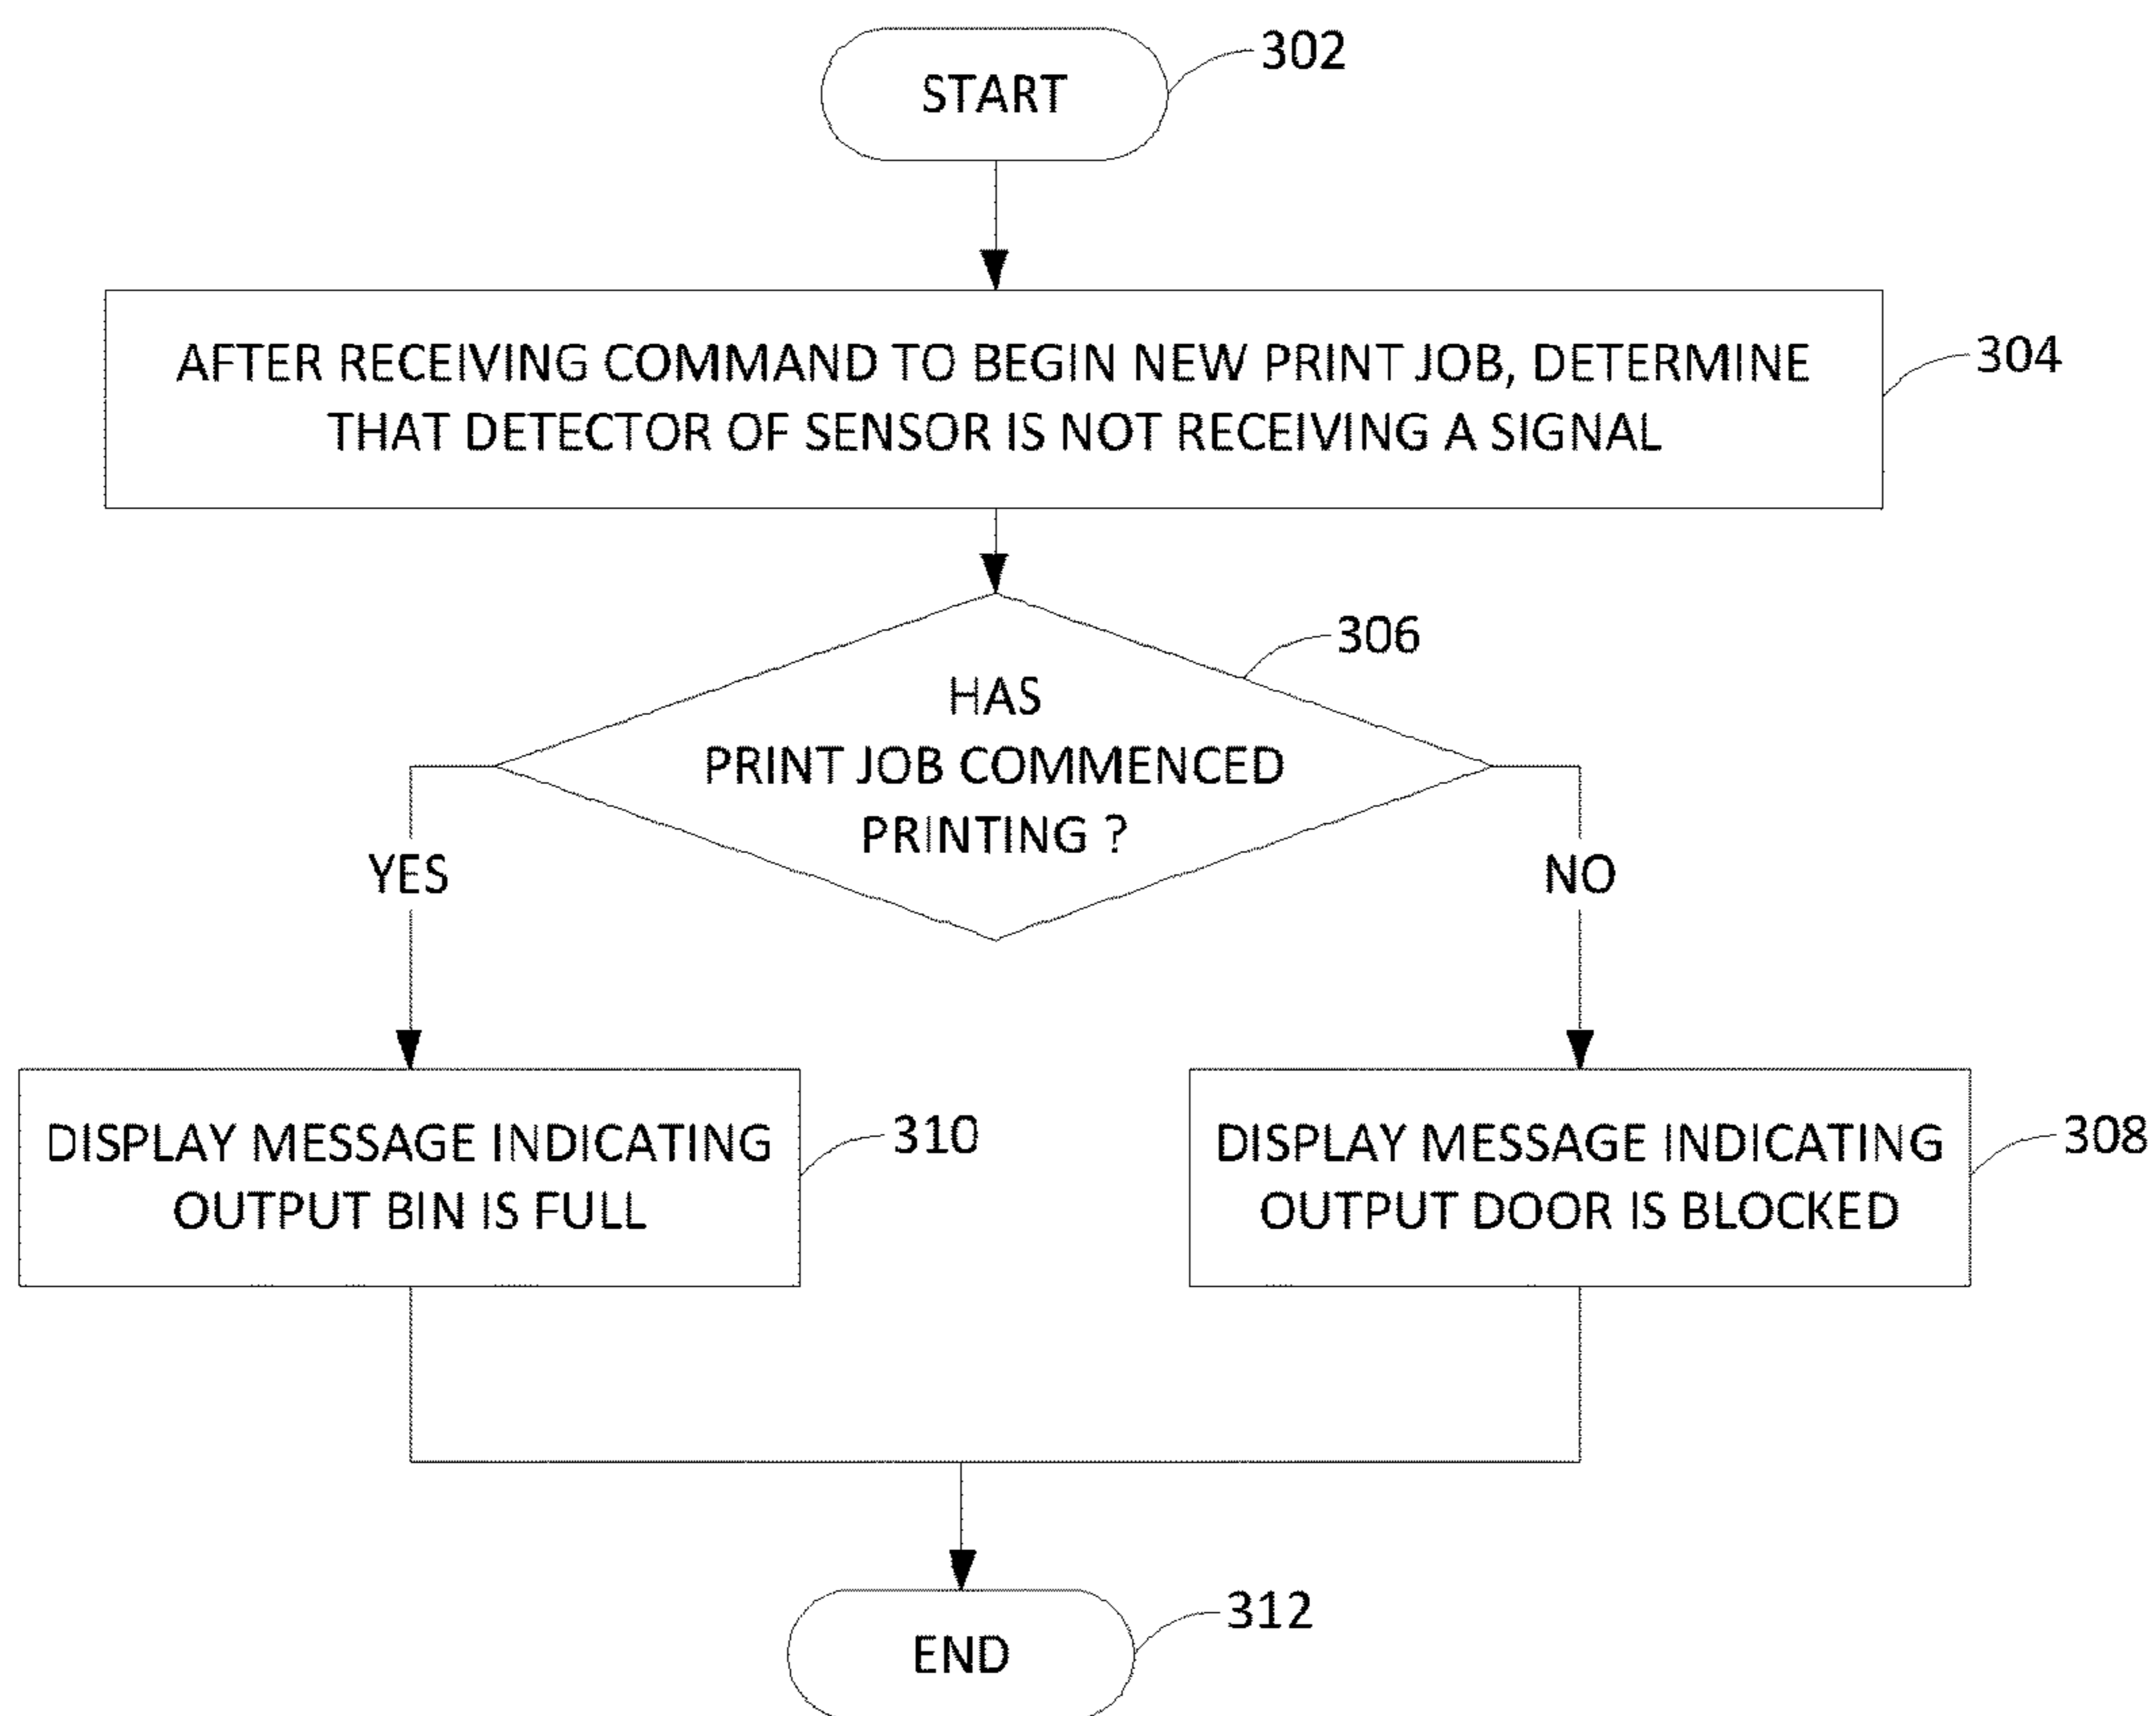 START
302
AFTER RECEIVING COMMAND TO BEGIN NEW PRINT JOB, DETERMINE
THAT DETECTOR OF SENSOR IS NOT RECEIVING A SIGNAL
304
HAS
PRINT JOB COMMENCED
PRINTING ?
306
YES
NO
DISPLAY MESSAGE INDICATING
OUTPUT BIN IS FULL
310
DISPLAY MESSAGE INDICATING
OUTPUT DOOR IS BLOCKED
308
END
312